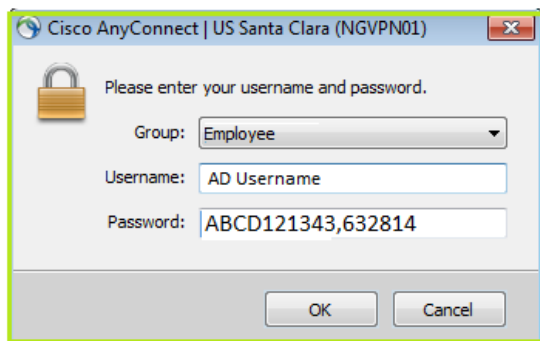 Cisco AnyConnect | US Santa Clara (NGVPN01)
Please enter your username and password.
Group: Employee
Username: AD Username
Password: ABCD121343,632814
OK Cancel